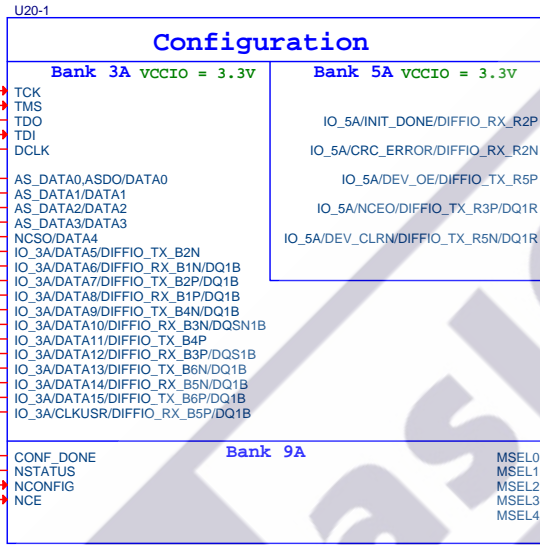 U20-1
Configuration
Bank 3A VCCIO = 3.3V
TCK
TMS
TDO
TDI
DCLK
AS_DATA0,ASDO/DATA0
AS_DATA1/DATA1
AS_DATA2/DATA2
AS_DATA3/DATA3
NCSO/DATA4
IO_3A/DATA5/DIFFIO_TX_B2N
IO_3A/DATA6/DIFFIO_RX_B1N/DQ1B
IO_3A/DATA7/DIFFIO_TX_B2P/DQ1B
IO_3A/DATA8/DIFFIO_RX_B1P/DQ1B
IO_3A/DATA9/DIFFIO_TX_B4N/DQ1B
IO_3A/DATA10/DIFFIO_RX_B3N/DQSN1B
IO_3A/DATA11/DIFFIO_TX_B4P
IO_3A/DATA12/DIFFIO_RX_B3P/DQS1B
IO_3A/DATA13/DIFFIO_TX_B6N/DQ1B
IO_3A/DATA14/DIFFIO_RX_B5N/DQ1B
IO_3A/DATA15/DIFFIO_TX_B6P/DQ1B
IO_3A/CLKUSR/DIFFIO_RX_B5P/DQ1B
Bank 5A VCCIO = 3.3V
IO_5A/INIT_DONE/DIFFIO_RX_R2P
IO_5A/CRC_ERROR/DIFFIO_RX_R2N
IO_5A/DEV_OE/DIFFIO_TX_R5P
IO_5A/NCEO/DIFFIO_TX_R3P/DQ1R
IO_5A/DEV_CLRN/DIFFIO_TX_R5N/DQ1R
Bank 9A
CONF_DONE
NSTATUS
NCONFIG
NCE
MSEL0
MSEL1
MSEL2
MSEL3
MSEL4